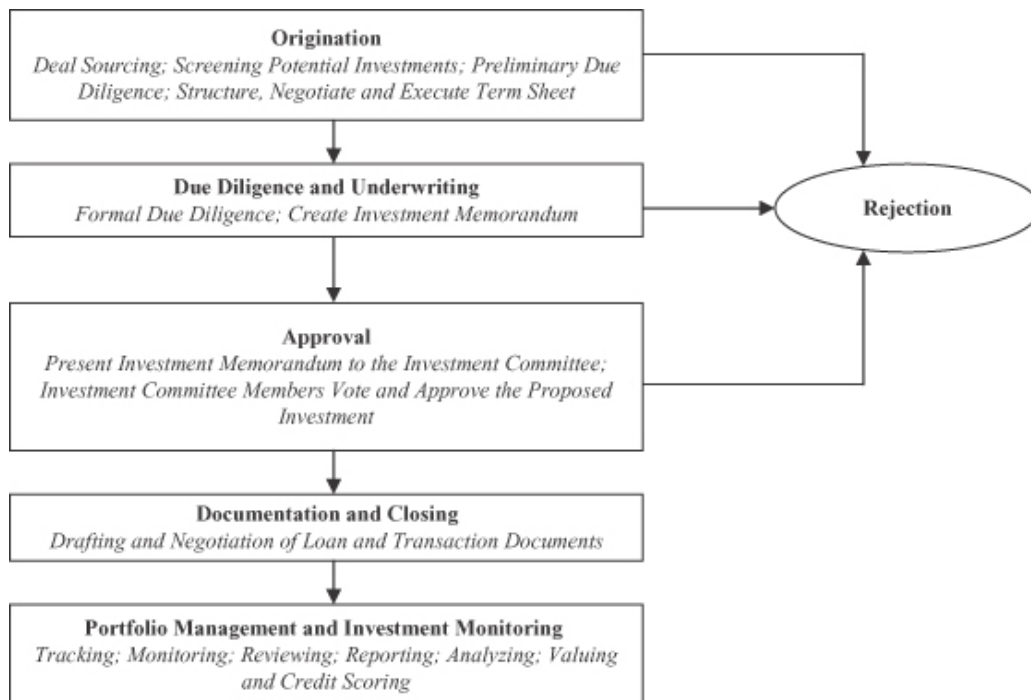 Origination
Deal Sourcing; Screening Potential Investments; Preliminary Due
Diligence; Structure, Negotiate and Execute Term Sheet
Due Diligence and Underwriting
Formal Due Diligence; Create Investment Memorandum
Rejection
Approval
Present Investment Memorandum to the Investment Committee;
Investment Committee Members Vote and Approve the Proposed
Investment
Documentation and Closing
Drafting and Negotiation of Loan and Transaction Documents
Portfolio Management and Investment Monitoring
Tracking; Monitoring; Reviewing; Reporting; Analyzing; Valuing
and Credit Scoring